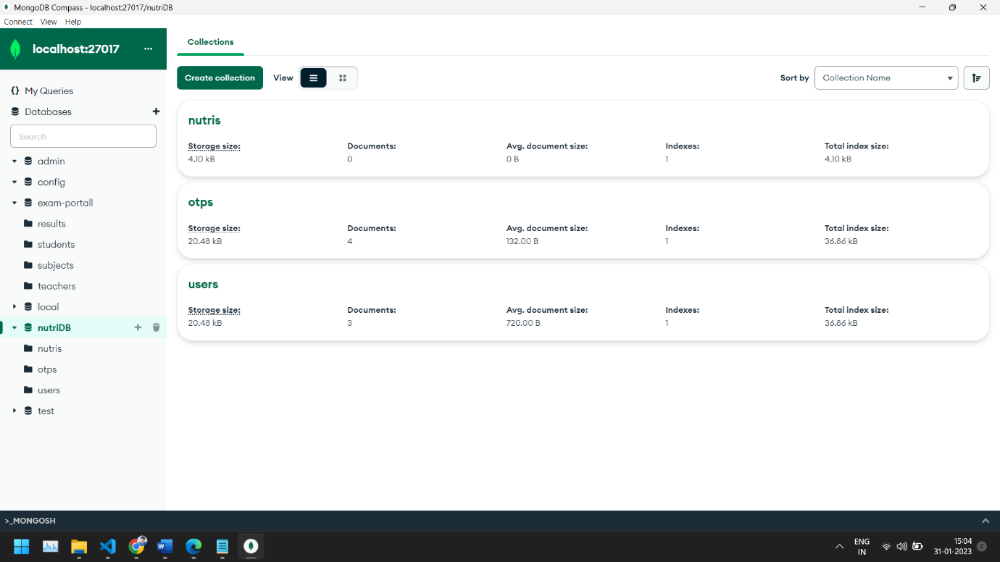 MongoDB Compass - localhost:27017/nutriDB
Connect View Help
localhost:27017
...
Collections
Create collection
View
Sort by
Collection Name
{} My Queries
Databases
Search
admin
config
exam-portall
results
students
subjects
teachers
local
nutriDB
nutris
otps
users
test
nutris
Storage size: Documents: Avg. document size: Indexes: Total index size:
4.10 kB 0 0 B 1 4.10 kB
otps
Storage size: Documents: Avg. document size: Indexes: Total index size:
20.48 kB 4 132.00 B 1 36.86 kB
users
Storage size: Documents: Avg. document size: Indexes: Total index size:
20.48 kB 3 720.00 B 1 36.86 kB
>_MONGOSH
ENG
IN
15:04
31-01-2023
2